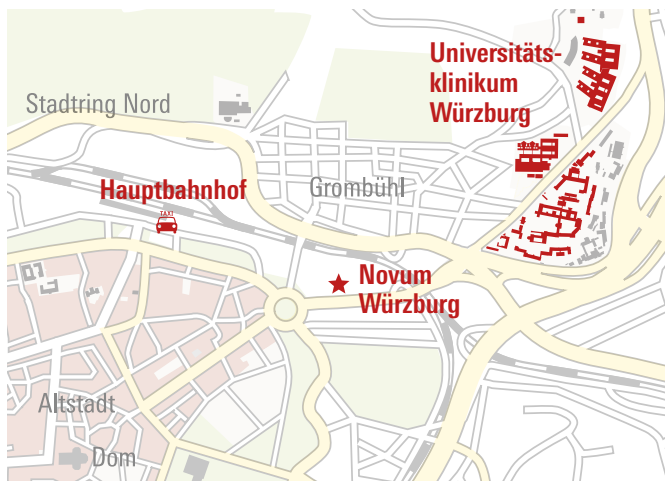 Universitäts-
klinikum
Würzburg
Stadtring Nord
Hauptbahnhof
Grombühl
TAXI
Novum
Würzburg
Altstadt
Dom